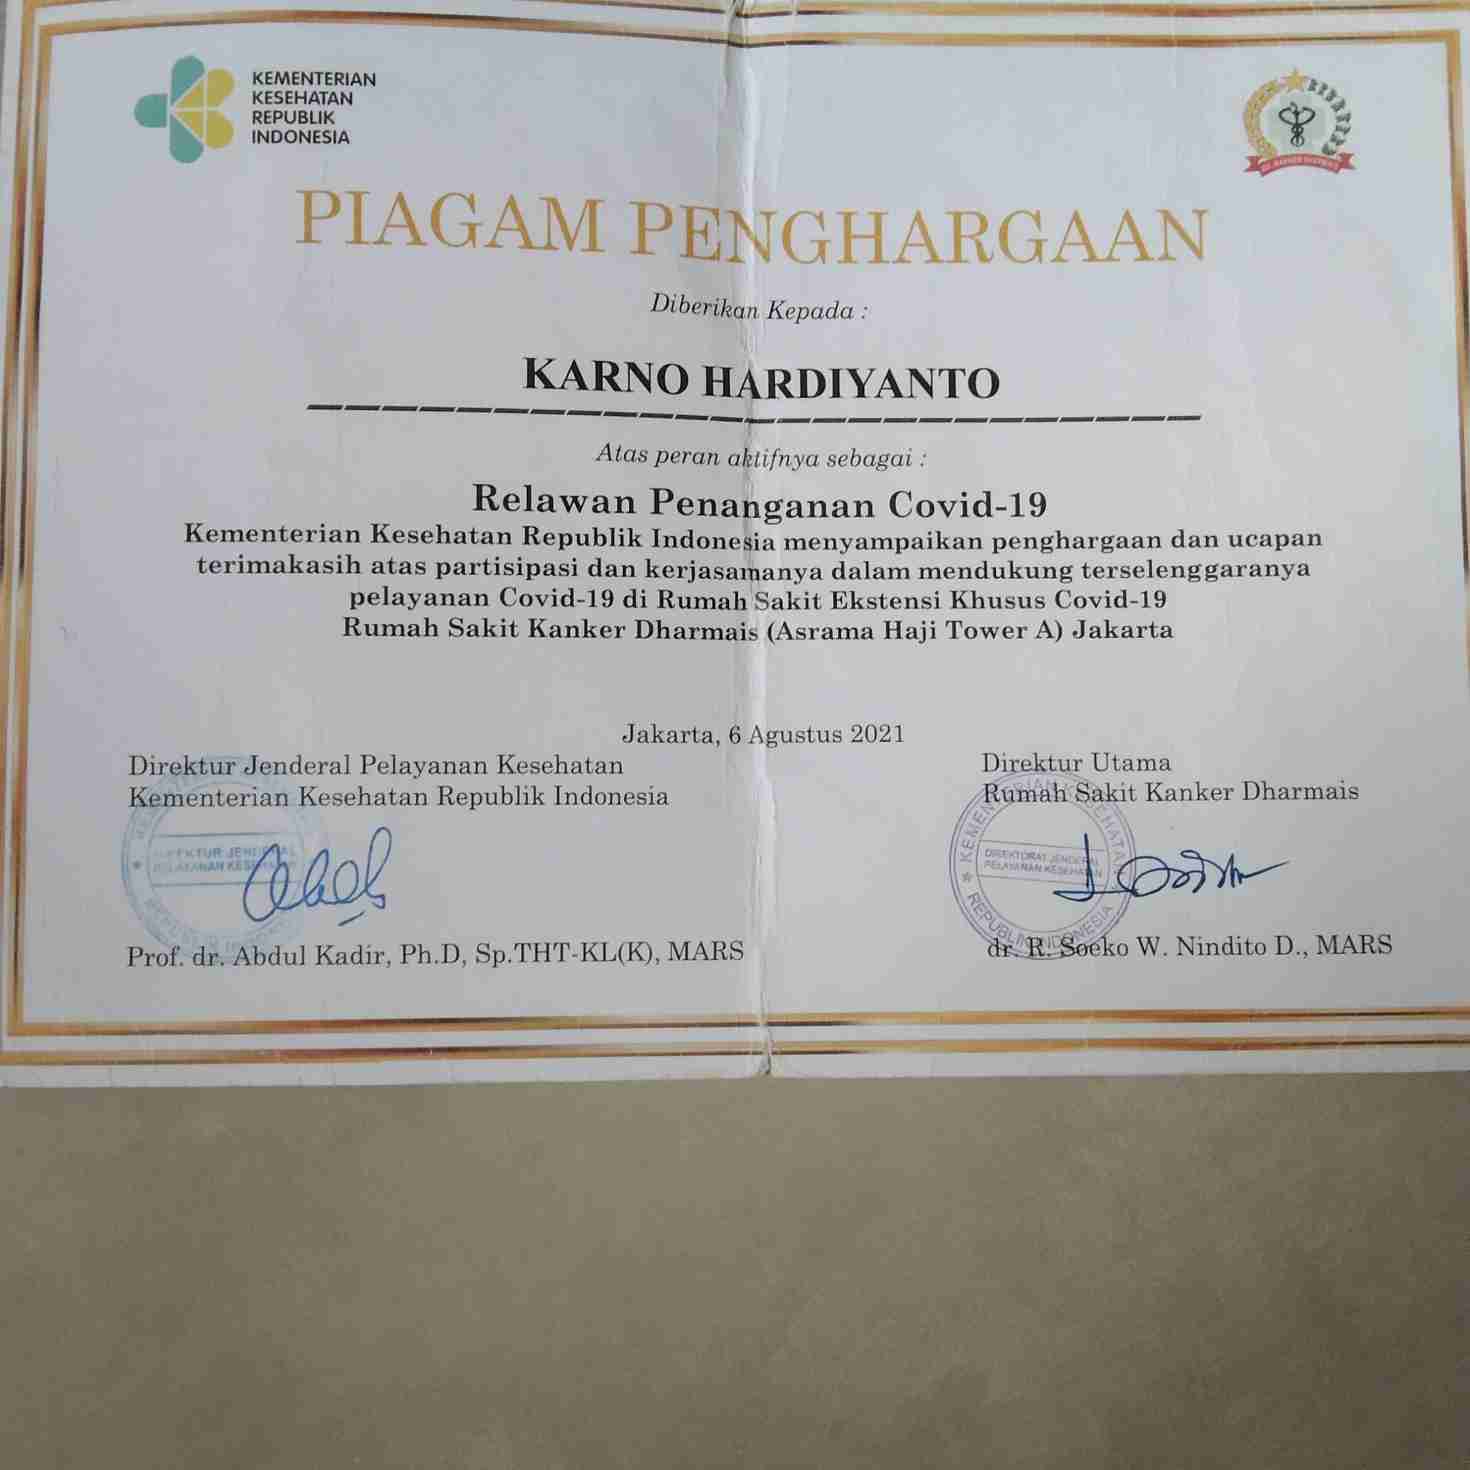 KEMENTERIAN
KESEHATAN
REPUBLIK
INDONESIA
PIAGAM PENGHARGAAN
Diberikan Kepada :
KARNO HARDIYANTO
Atas peran aktifnya sebagai :
Relawan Penanganan Covid-19
Kementerian Kesehatan Republik Indonesia menyampaikan penghargaan dan ucapan
terimakasih atas partisipasi dan kerjasamanya dalam mendukung terselenggaranya
pelayanan Covid-19 di Rumah Sakit Ekstensi Khusus Covid-19
Rumah Sakit Kanker Dharmais (Asrama Haji Tower A) Jakarta
Jakarta, 6 Agustus 2021
Direktur Jenderal Pelayanan Kesehatan
Kementerian Kesehatan Republik Indonesia
Prof. dr. Abdul Kadir, Ph.D, Sp.THT-KL(K), MARS
Direktur Utama
Rumah Sakit Kanker Dharmais
KEMENTERIAN KESEHATAN
DIREKTORAT JENDERAL
PELAYANAN KESEHATAN
REPUBLIK INDONESIA
dr. R. Soeko W. Nindito D., MARS